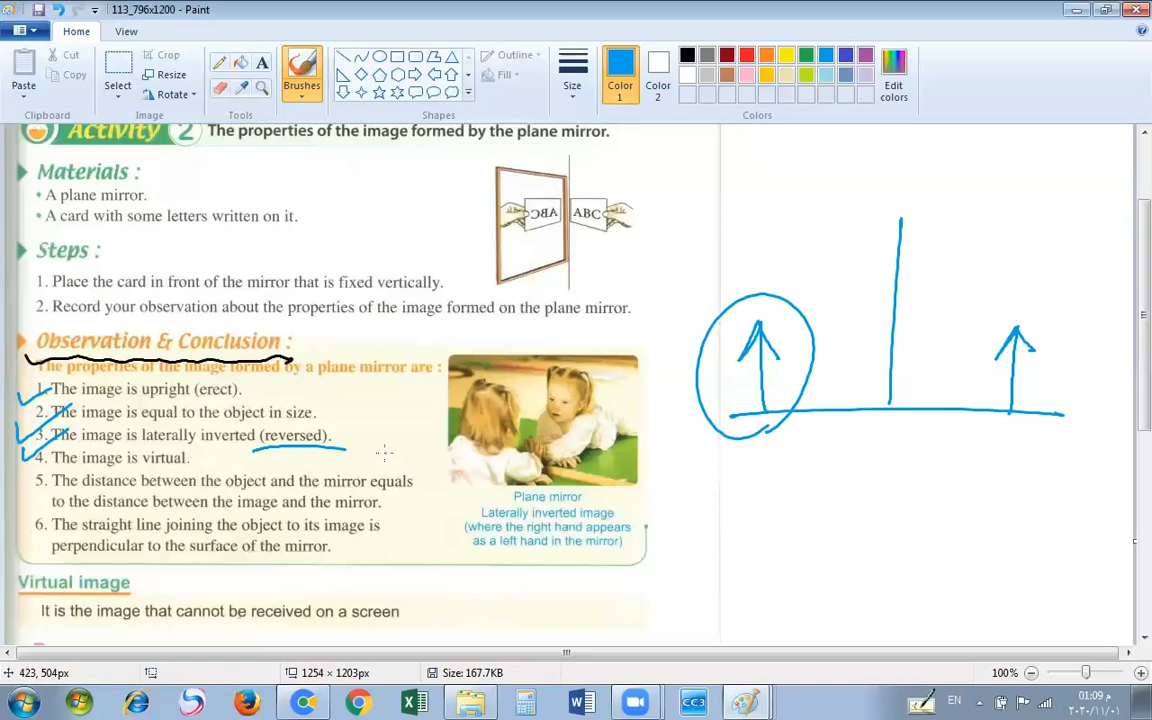 113_796x1200 - Paint
Home
View
Paste
Cut
Copy
Clipboard
Select
Crop
Resize
Rotate
Image
A
Tools
Brushes
Shapes
Outline
Fill
Size
Color 1
Color 2
Edit colors
Colors
Activity 2 The properties of the image formed by the plane mirror.
Materials :
• A plane mirror.
• A card with some letters written on it.
ABC ABC
Steps :
1. Place the card in front of the mirror that is fixed vertically.
2. Record your observation about the properties of the image formed on the plane mirror.
Observation & Conclusion :
The properties of the image formed by a plane mirror are :
1. The image is upright (erect).
2. The image is equal to the object in size.
3. The image is laterally inverted (reversed).
4. The image is virtual.
5. The distance between the object and the mirror equals
to the distance between the image and the mirror.
6. The straight line joining the object to its image is
perpendicular to the surface of the mirror.
Plane mirror
Laterally inverted image
(where the right hand appears
as a left hand in the mirror)
Virtual image
It is the image that cannot be received on a screen
423, 504px
1254 × 1203px
Size: 167.7KB
100%
CC3
EN
01:09 م
٢٠٢٠/١١/٠١